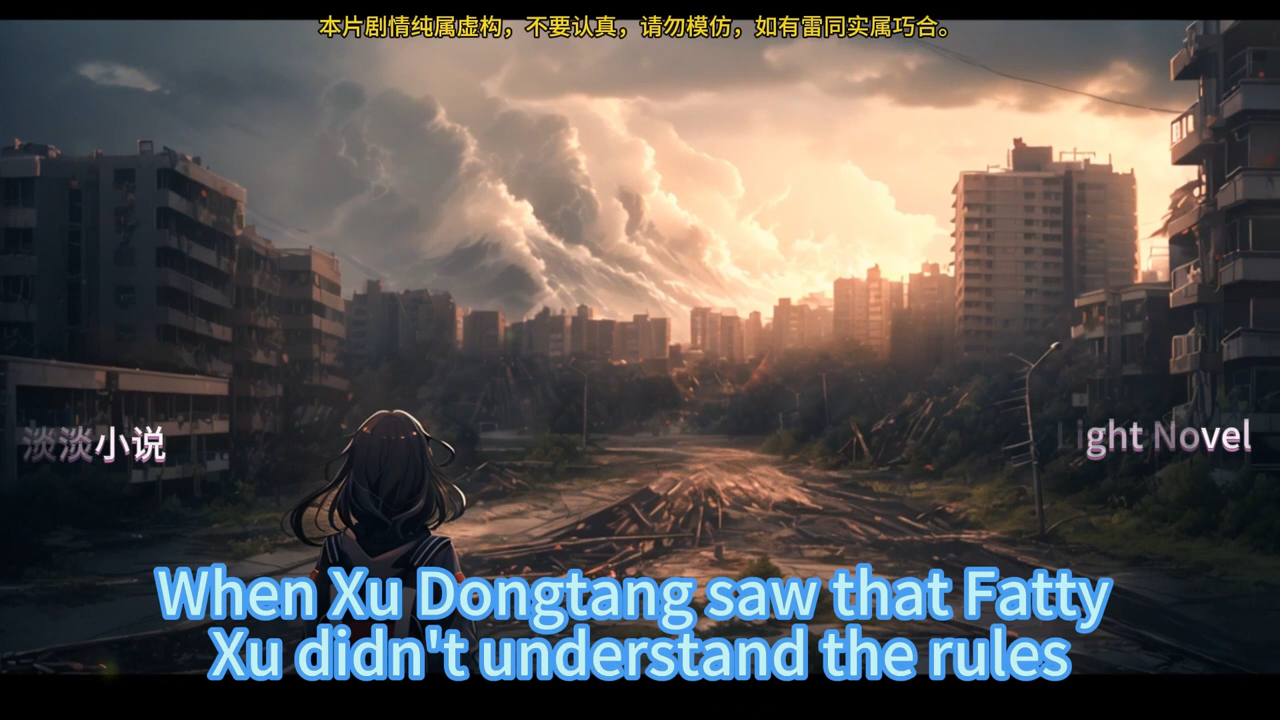 本片剧情纯属虚构，不要认真，请勿模仿，如有雷同实属巧合。
淡淡小说
Light Novel
When Xu Dongtang saw that Fatty
Xu didn't understand the rules